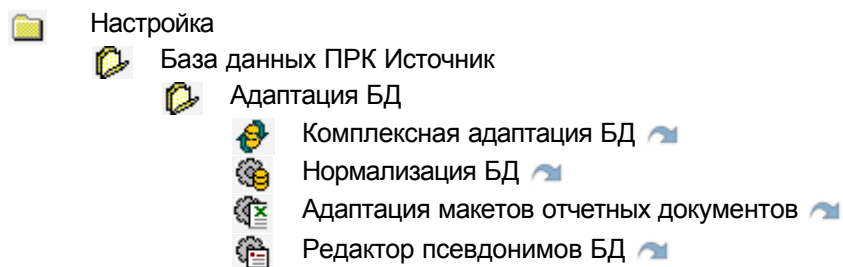 Настройка
База данных ПРК Источник
Адаптация БД
Комплексная адаптация БД
Нормализация БД
Адаптация макетов отчетных документов
Редактор псевдонимов БД